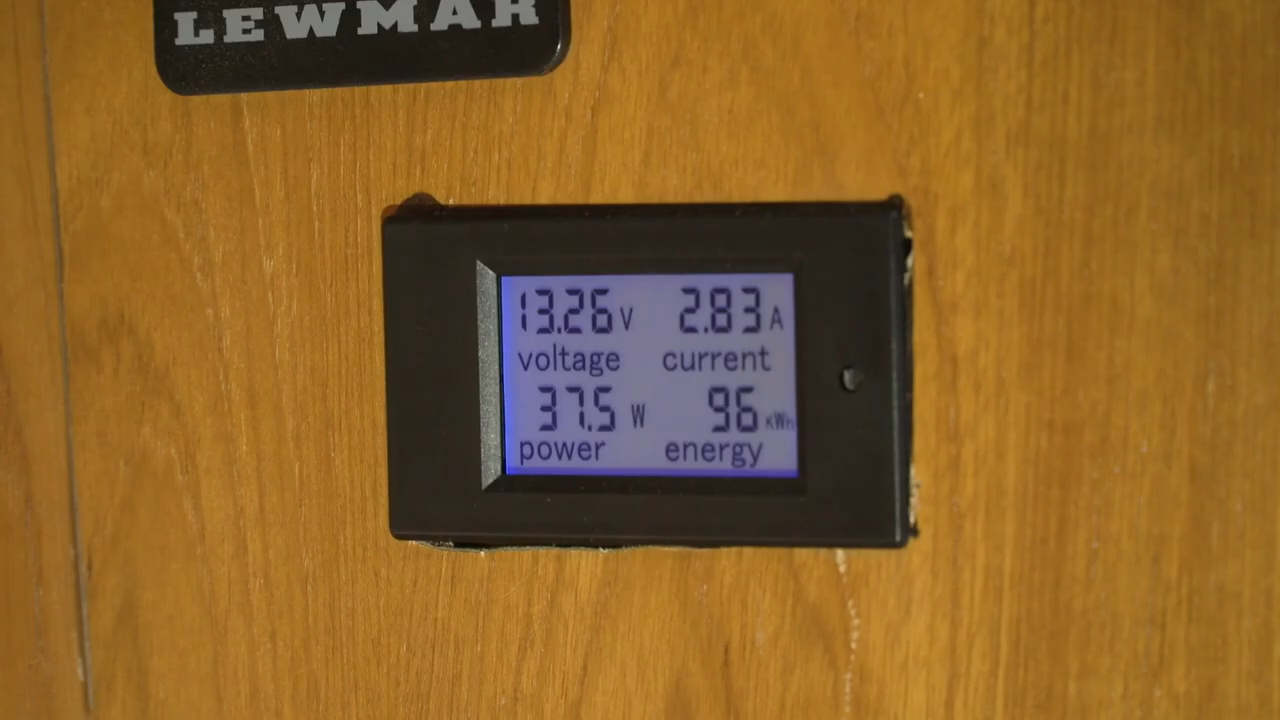 LEWMAR
13.26 V 2.83 A
voltage current
37.5 W 96 KWh
power energy